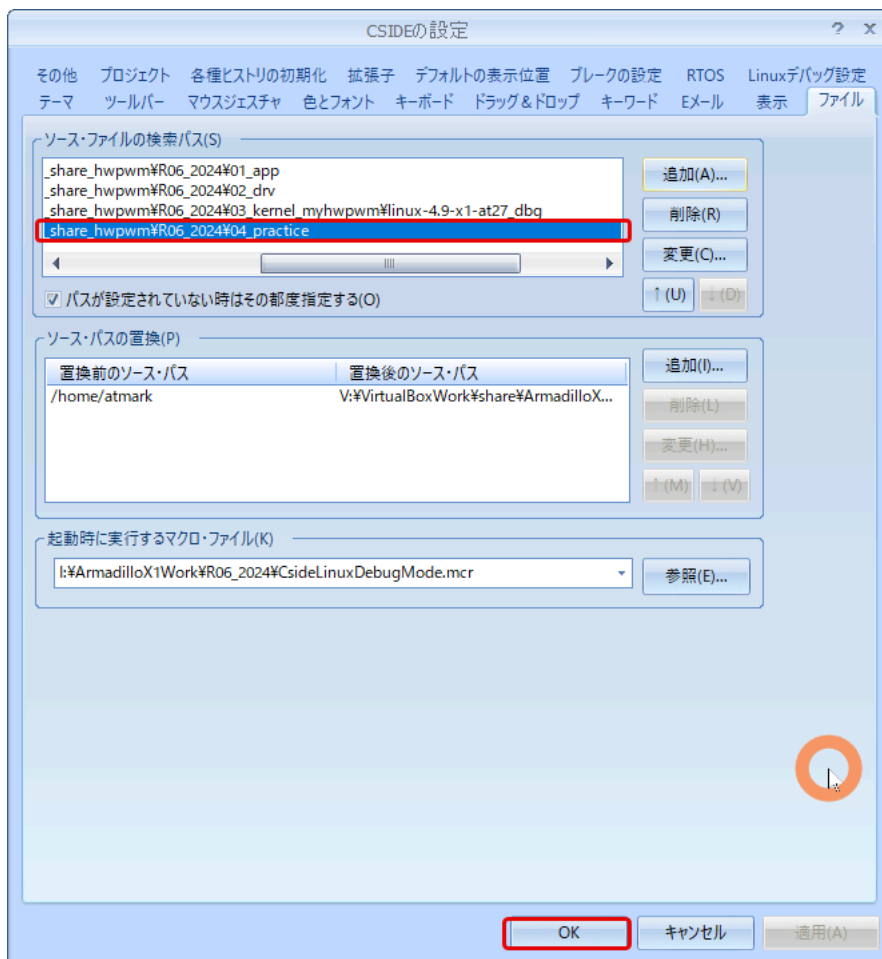 CSIDEの設定
? x
その他 プロジェクト 各種ヒストリの初期化 拡張子 デフォルトの表示位置 ブレークの設定 RTOS Linuxデバッグ設定
テーマ ツールバー マウスジェスチャ 色とフォント キーボード ドラッグ&ドロップ キーワード Eメール 表示 ファイル
ソース・ファイルの検索パス(S)
_share_hwpwm¥R06_2024¥01_app
_share_hwpwm¥R06_2024¥02_drv
_share_hwpwm¥R06_2024¥03_kernel_myhwpwm¥linux-4.9-x1-at27_dbg
_share_hwpwm¥R06_2024¥04_practice
追加(A)...
削除(R)
変更(C)...
↑(U) ↓(D)
パスが設定されていない時はその都度指定する(O)
ソース・パスの置換(P)
置換前のソース・パス 置換後のソース・パス
/home/atmark V:¥VirtualBoxWork¥share¥ArmadilloX...
追加(I)...
削除(L)
変更(H)...
↑(M) ↓(V)
起動時に実行するマクロ・ファイル(K)
I:¥ArmadilloX1Work¥R06_2024¥CsideLinuxDebugMode.mcr
参照(E)...
OK キャンセル 適用(A)